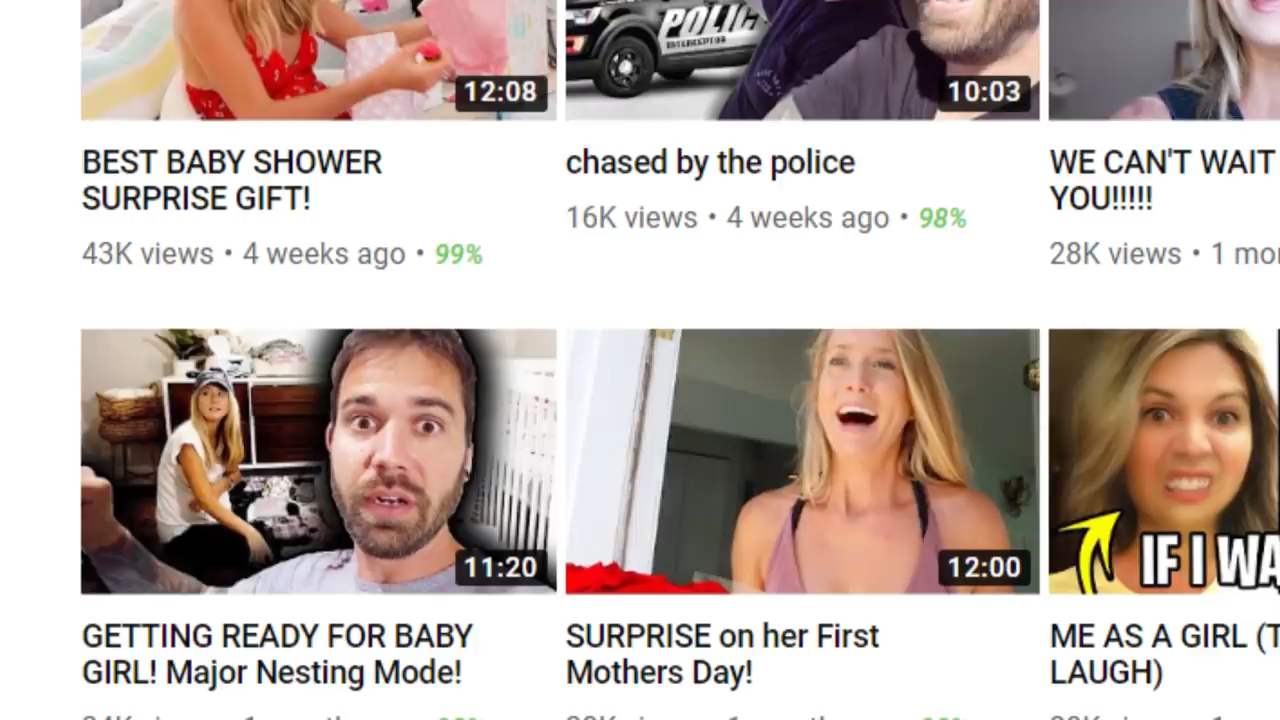 POLIC
INTERCEPTOR
12:08
10:03
BEST BABY SHOWER
SURPRISE GIFT!
43K views • 4 weeks ago • 99%
chased by the police
16K views • 4 weeks ago • 98%
WE CAN'T WAIT
YOU!!!!!
28K views • 1 mon
11:20
12:00
IF I WA
GETTING READY FOR BABY
GIRL! Major Nesting Mode!
SURPRISE on her First
Mothers Day!
ME AS A GIRL (T
LAUGH)